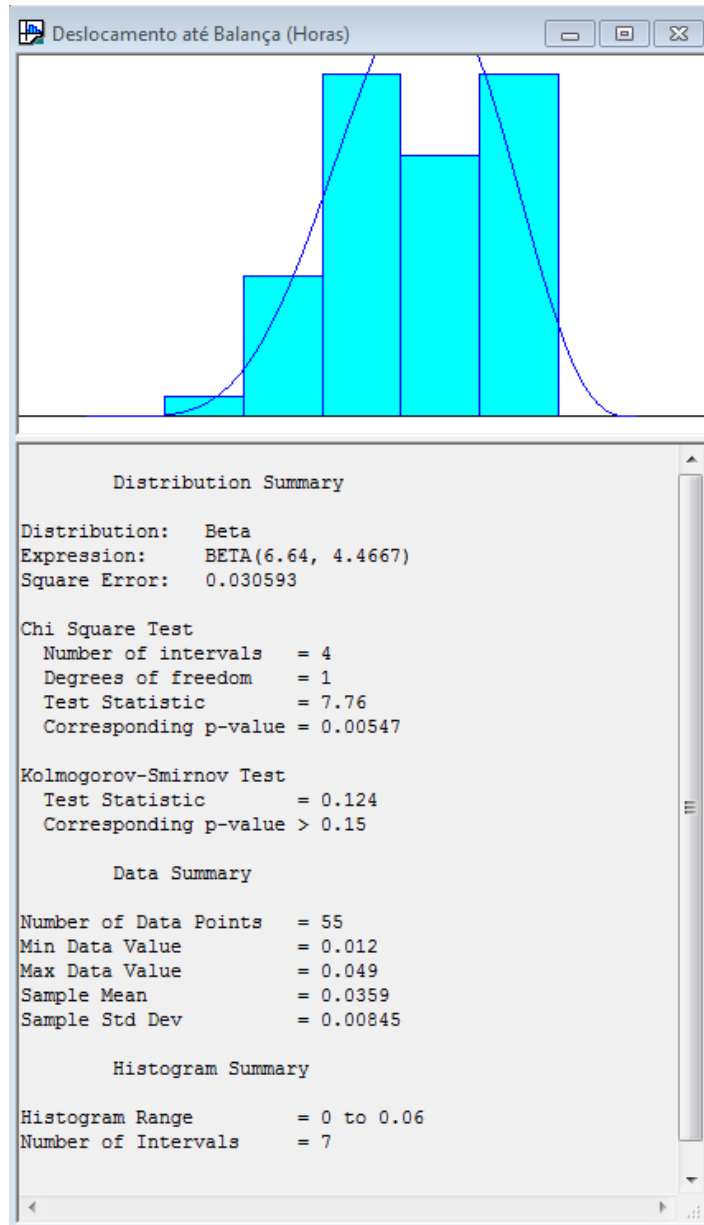 Deslocamento até Balança (Horas)
Distribution Summary
Distribution: Beta
Expression: BETA(6.64, 4.4667)
Square Error: 0.030593
Chi Square Test
Number of intervals = 4
Degrees of freedom = 1
Test Statistic = 7.76
Corresponding p-value = 0.00547
Kolmogorov-Smirnov Test
Test Statistic = 0.124
Corresponding p-value > 0.15
Data Summary
Number of Data Points = 55
Min Data Value = 0.012
Max Data Value = 0.049
Sample Mean = 0.0359
Sample Std Dev = 0.00845
Histogram Summary
Histogram Range = 0 to 0.06
Number of Intervals = 7